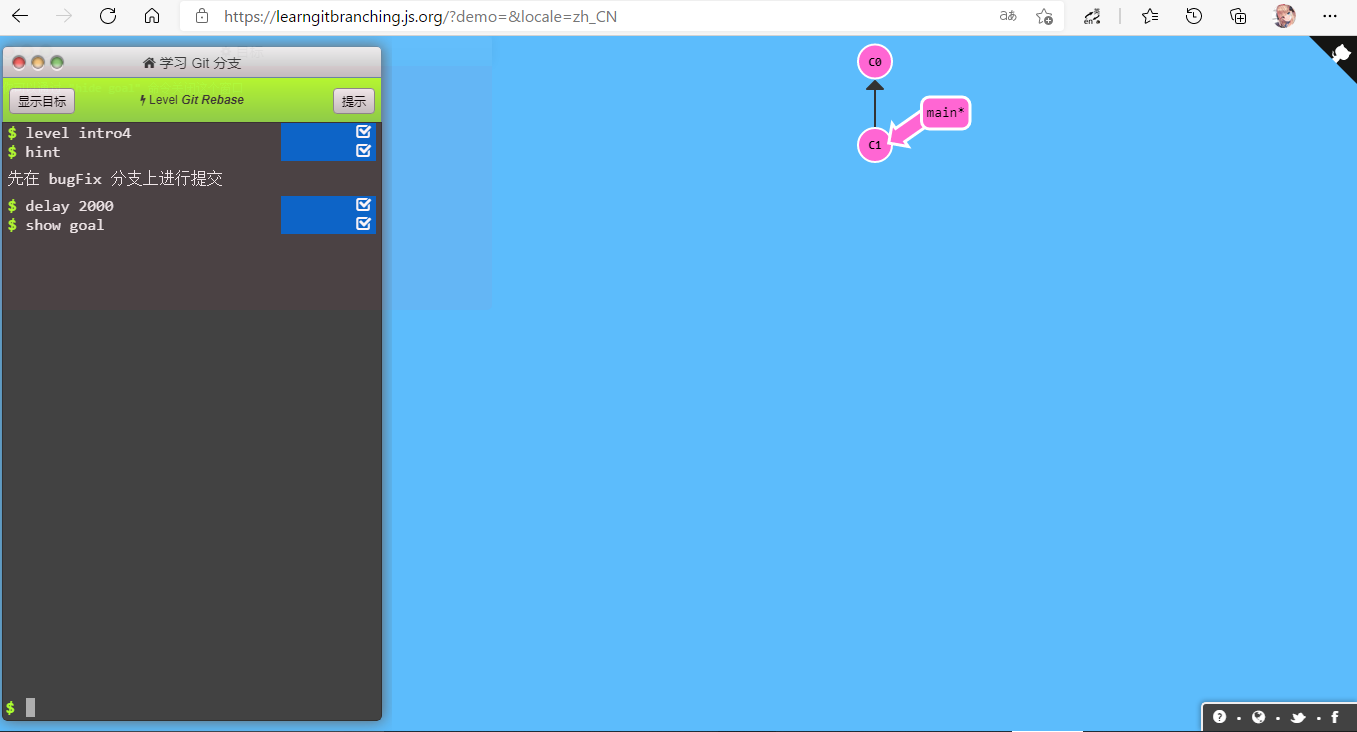 https://learngitbranching.js.org/?demo=&locale=zh_CN
学习 Git 分支
显示目标
Level Git Rebase
提示
$ level intro4
$ hint
先在 bugFix 分支上进行提交
$ delay 2000
$ show goal
$
C0
main*
C1